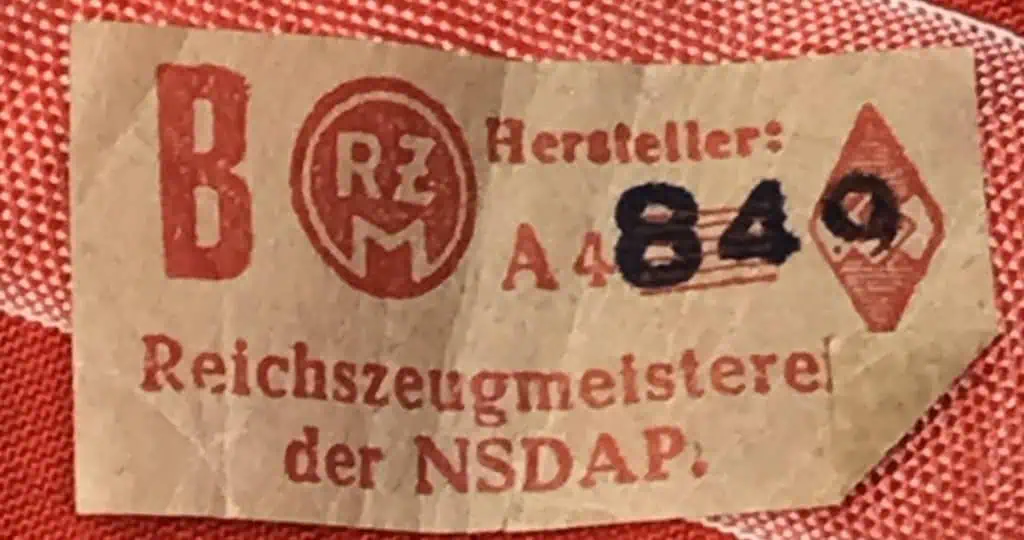 B RZM Hersteller:
A4 849
Reichszeugmeisterei
der NSDAP.